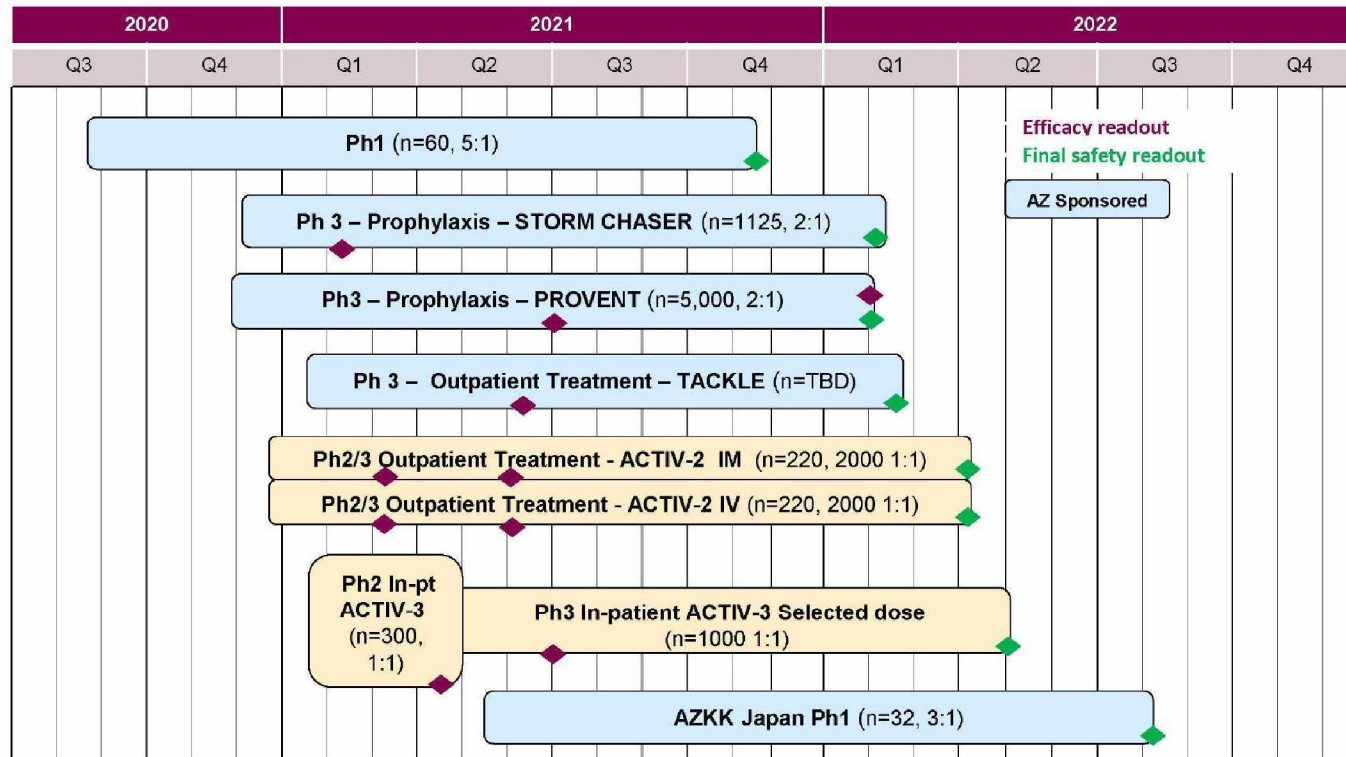 2020 2021 2022
Q3 Q4 Q1 Q2 Q3 Q4 Q1 Q2 Q3 Q4
Ph1 (n=60, 5:1)
Efficacy readout
Final safety readout
AZ Sponsored
Ph 3 – Prophylaxis – STORM CHASER (n=1125, 2:1)
Ph3 – Prophylaxis – PROVENT (n=5,000, 2:1)
Ph 3 – Outpatient Treatment – TACKLE (n=TBD)
Ph2/3 Outpatient Treatment - ACTIV-2 IM (n=220, 2000 1:1)
Ph2/3 Outpatient Treatment - ACTIV-2 IV (n=220, 2000 1:1)
Ph2 In-pt
ACTIV-3
(n=300,
1:1)
Ph3 In-patient ACTIV-3 Selected dose
(n=1000 1:1)
AZKK Japan Ph1 (n=32, 3:1)